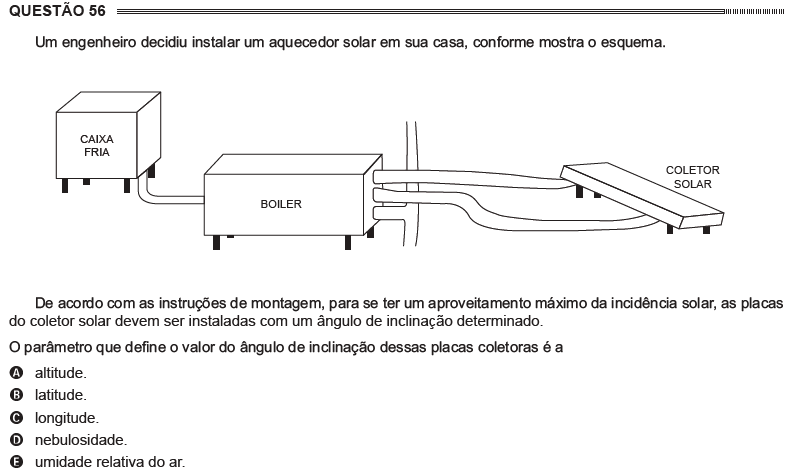 QUESTÃO 56
Um engenheiro decidiu instalar um aquecedor solar em sua casa, conforme mostra o esquema.
CAIXA
FRIA
BOILER
COLETOR
SOLAR
De acordo com as instruções de montagem, para se ter um aproveitamento máximo da incidência solar, as placas
do coletor solar devem ser instaladas com um ângulo de inclinação determinado.
O parâmetro que define o valor do ângulo de inclinação dessas placas coletoras é a
A altitude.
B latitude.
C longitude.
D nebulosidade.
E umidade relativa do ar.